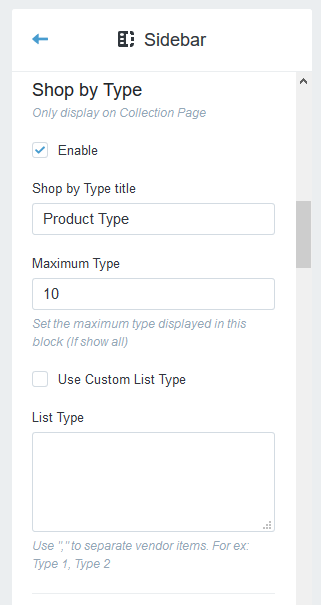 Sidebar
Shop by Type
Only display on Collection Page
Enable
Shop by Type title
Product Type
Maximum Type
10
Set the maximum type displayed in this
block (If show all)
Use Custom List Type
List Type
Use "," to separate vendor items. For ex:
Type 1, Type 2